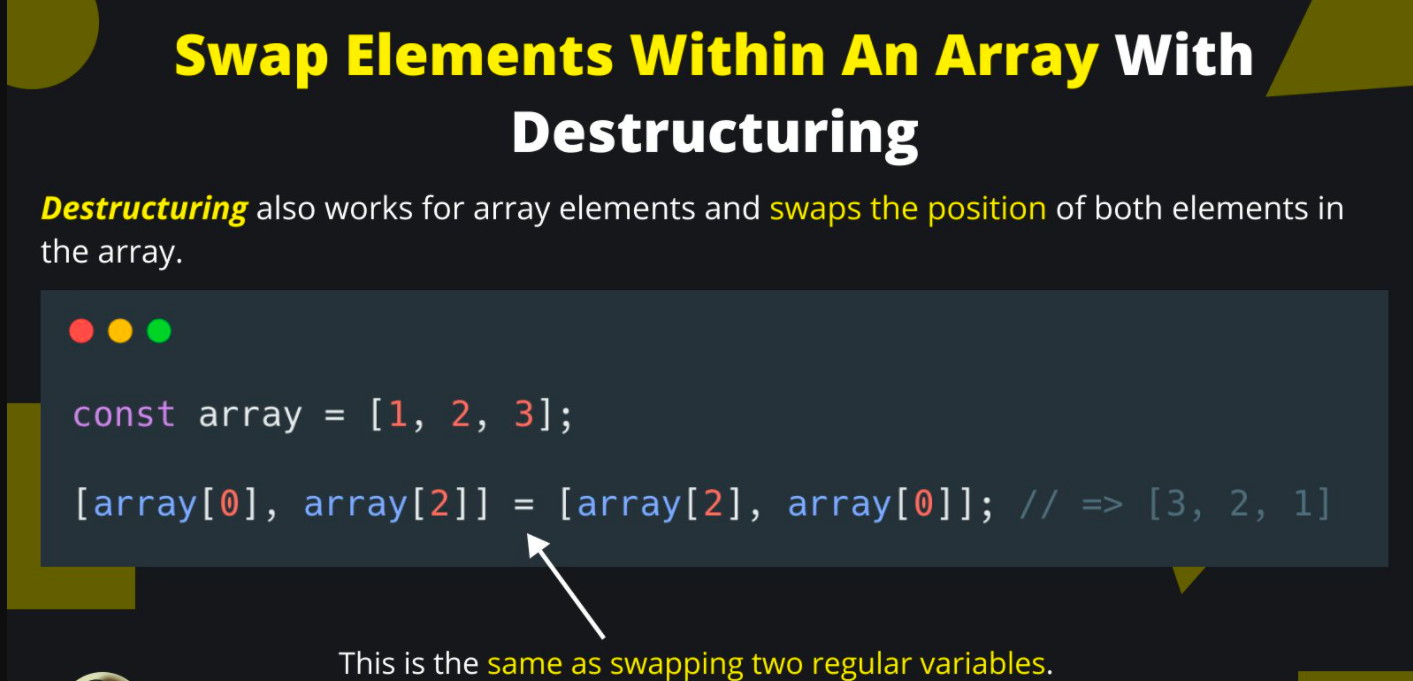 Swap Elements Within An Array With
Destructuring
Destructuring also works for array elements and swaps the position of both elements in
the array.
const array = [1, 2, 3];
[array[0], array[2]] = [array[2], array[0]]; // => [3, 2, 1]
This is the same as swapping two regular variables.